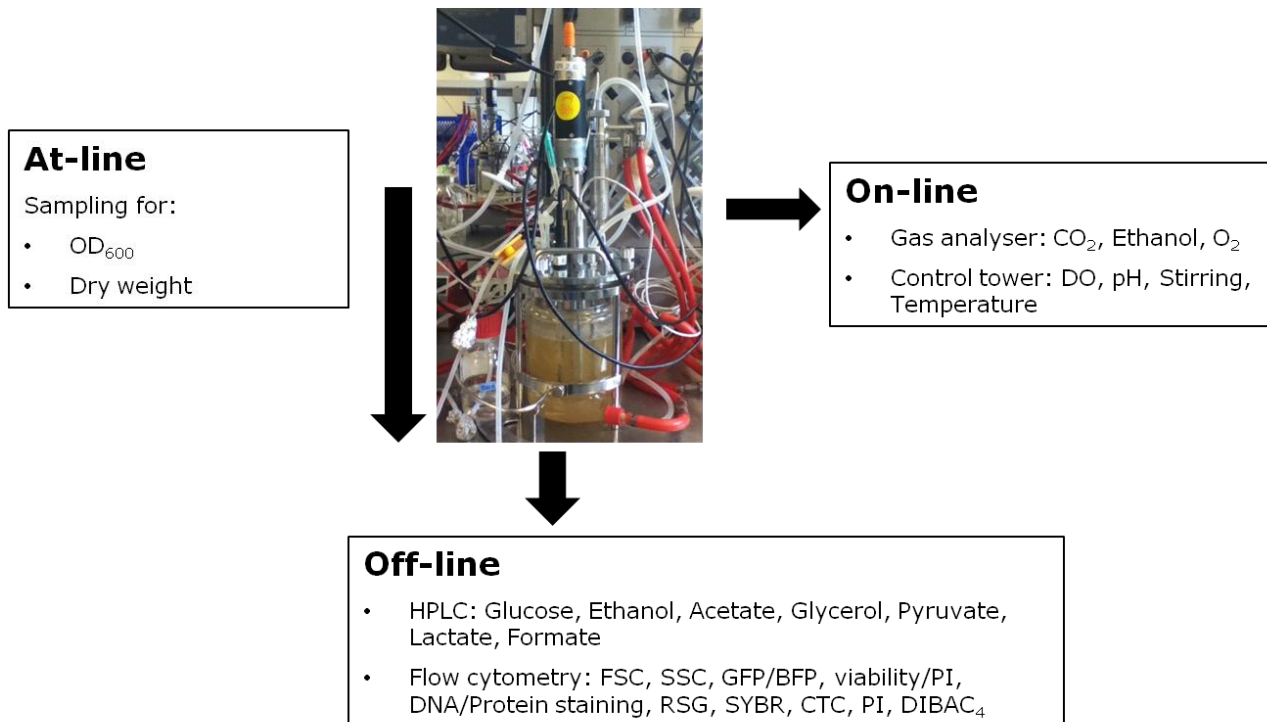 At-line
Sampling for:
• OD₆₀₀
• Dry weight
On-line
• Gas analyser: CO₂, Ethanol, O₂
• Control tower: DO, pH, Stirring,
Temperature
Off-line
• HPLC: Glucose, Ethanol, Acetate, Glycerol, Pyruvate,
Lactate, Formate
• Flow cytometry: FSC, SSC, GFP/BFP, viability/PI,
DNA/Protein staining, RSG, SYBR, CTC, PI, DIBAC₄